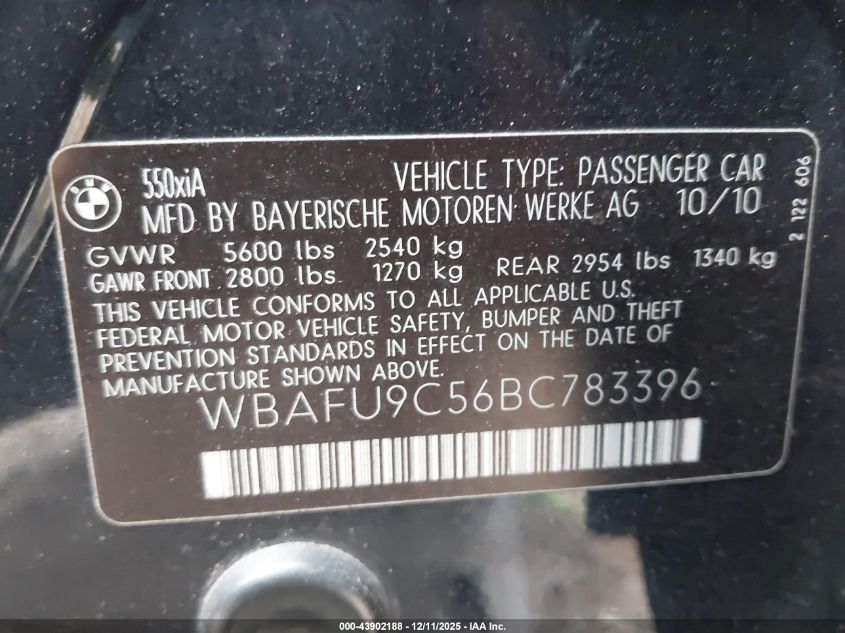 BMW
550xiA VEHICLE TYPE: PASSENGER CAR
MFD BY BAYERISCHE MOTOREN WERKE AG 10/10
GVWR 5600 lbs 2540 kg
GAWR FRONT 2800 lbs 1270 kg REAR 2954 lbs 1340 kg
THIS VEHICLE CONFORMS TO ALL APPLICABLE U.S.
FEDERAL MOTOR VEHICLE SAFETY, BUMPER AND THEFT
PREVENTION STANDARDS IN EFFECT ON THE DATE OF
MANUFACTURE SHOWN ABOVE.
WBAFU9C56BC783396
2 122 606
000-43902188 - 12/11/2025 - IAA Inc.